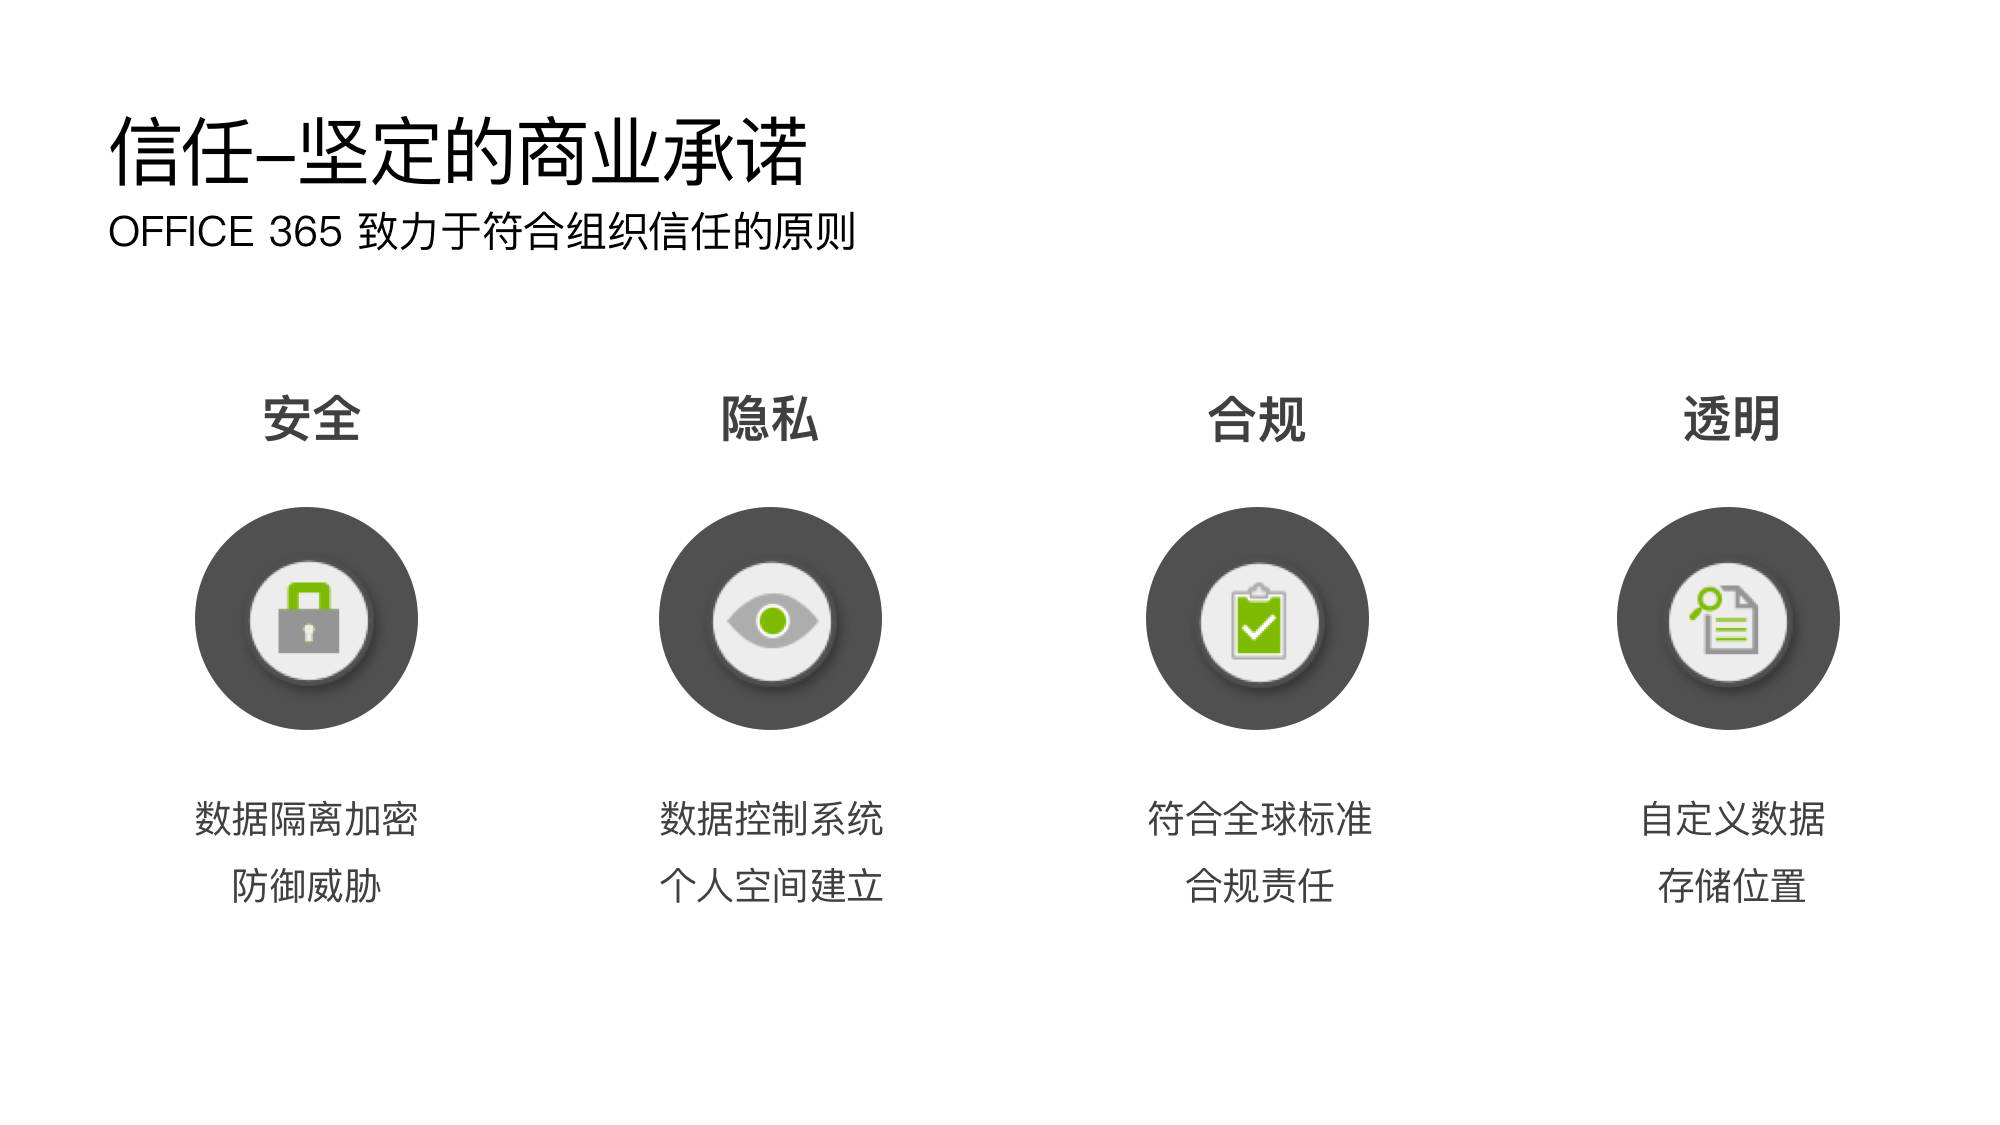 信任–坚定的商业承诺
OFFICE 365 致力于符合组织信任的原则
安全
隐私
合规
透明
数据隔离加密
防御威胁
数据控制系统
个人空间建立
符合全球标准
合规责任
自定义数据
存储位置